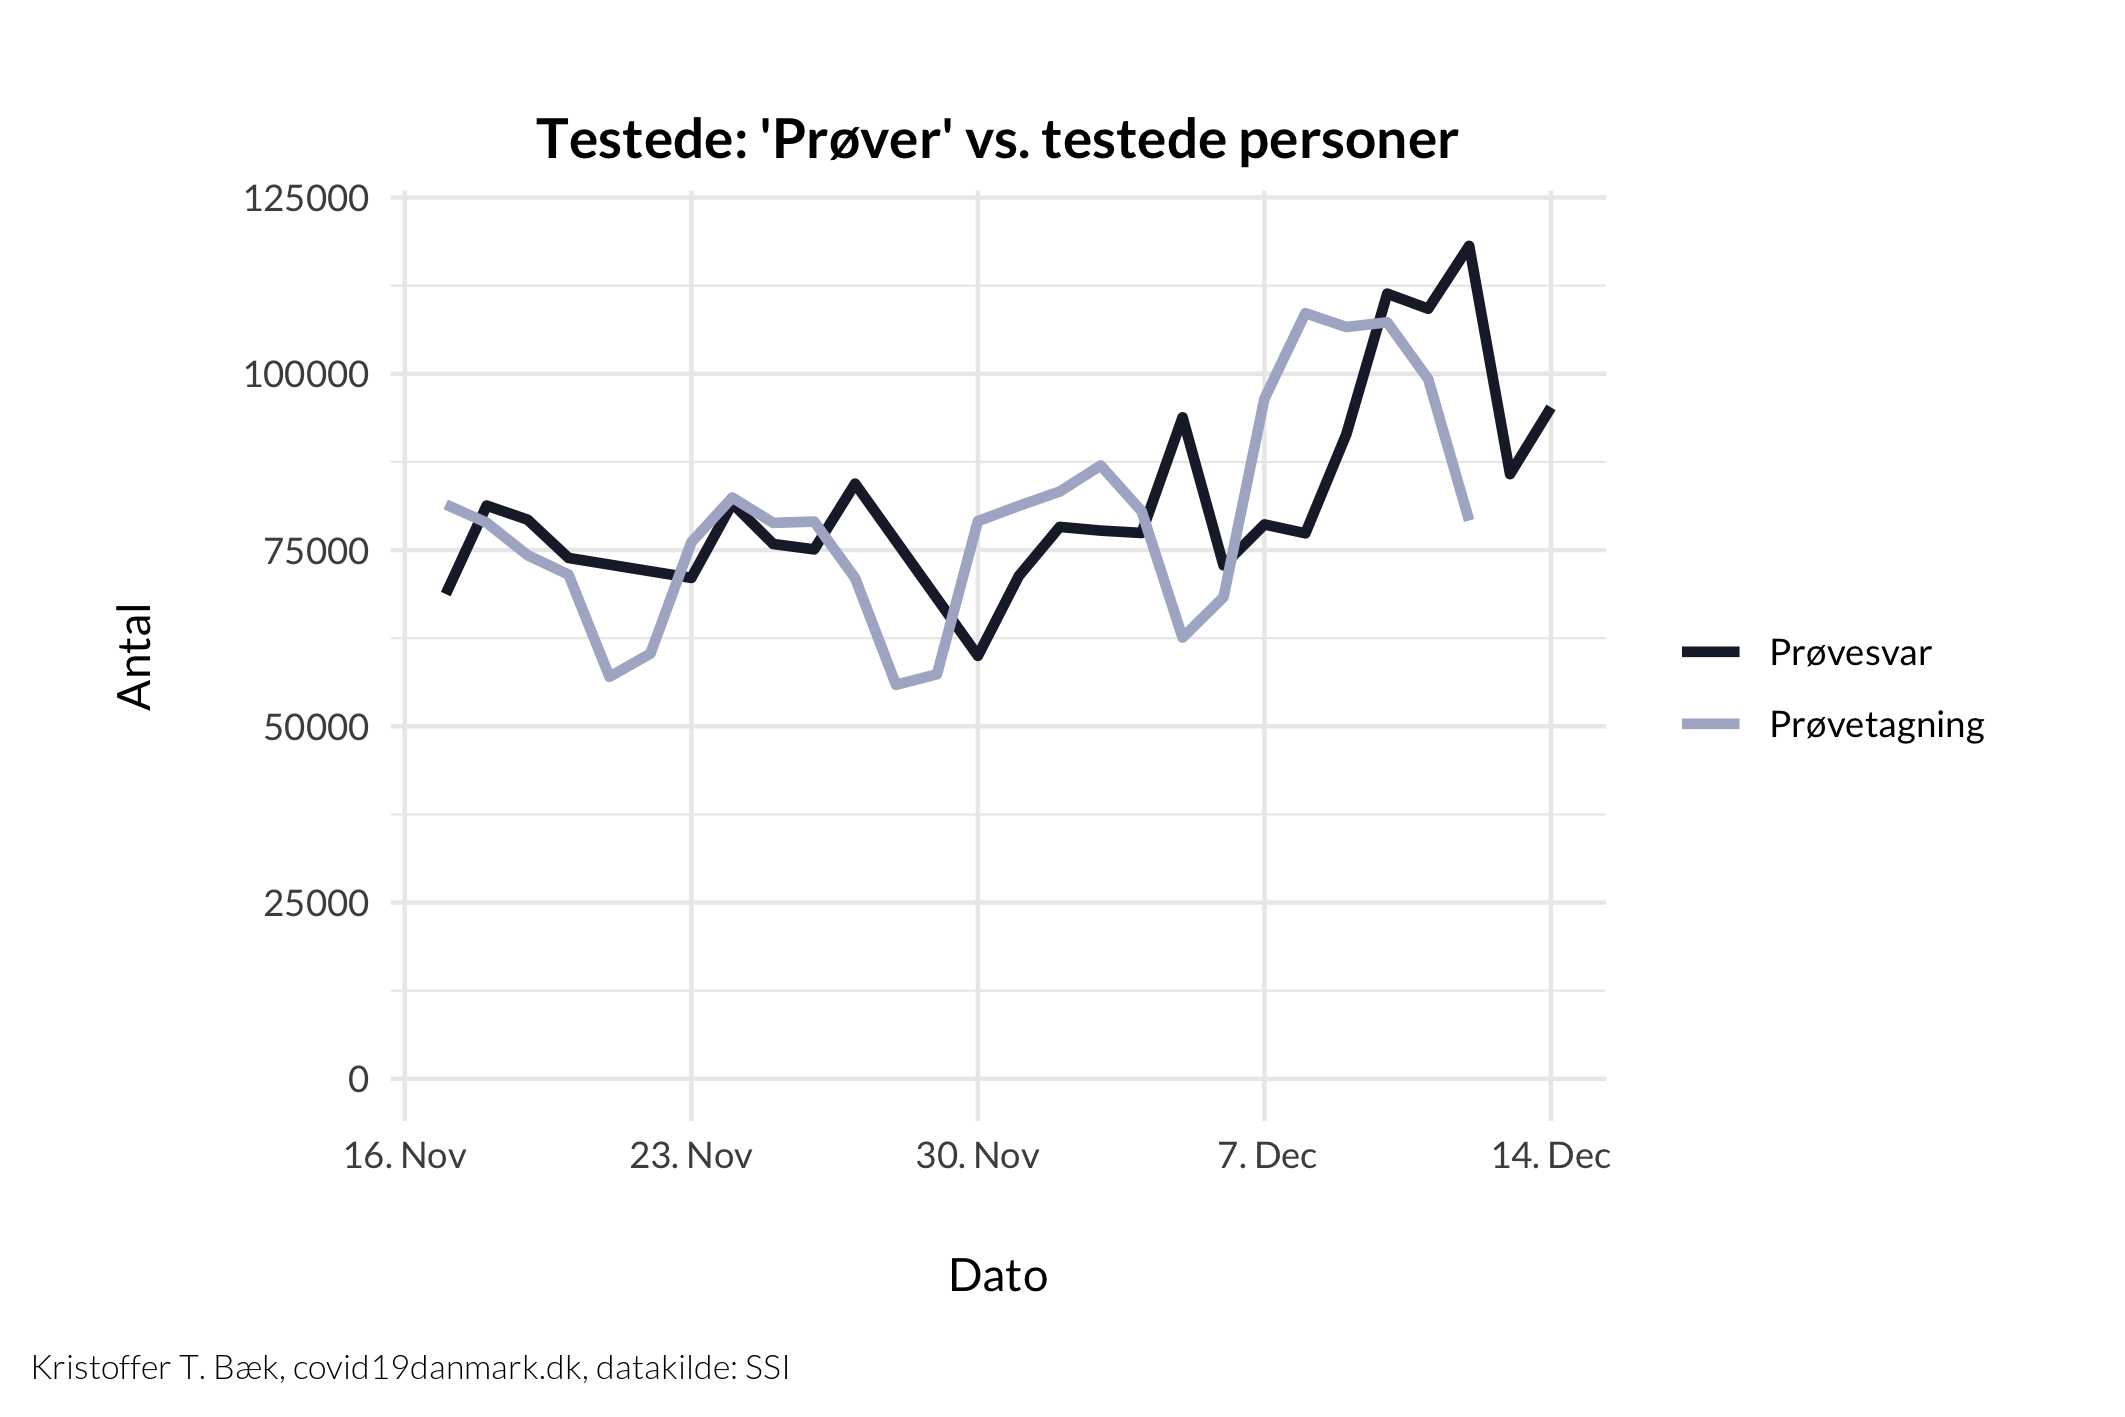 Testede: 'Prøver' vs. testede personer
125000
100000
75000
50000
25000
0
Antal
16. Nov
23. Nov
30. Nov
7. Dec
14. Dec
Dato
Prøvesvar
Prøvetagning
Kristoffer T. Bæk, covid19danmark.dk, datakilde: SSI